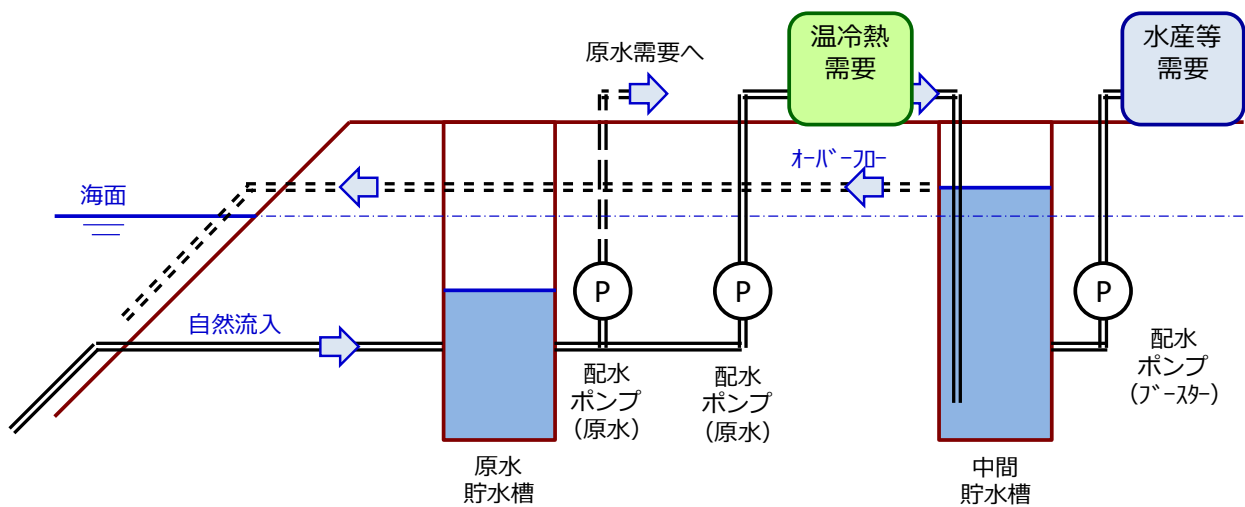 原水需要へ
温冷熱
需要
水産等
需要
ｵｰﾊﾞｰﾌﾛｰ
海面
自然流入
P
P
P
配水
ポンプ
(原水)
配水
ポンプ
(原水)
配水
ポンプ
(ﾌﾞｰｽﾀｰ)
原水
貯水槽
中間
貯水槽